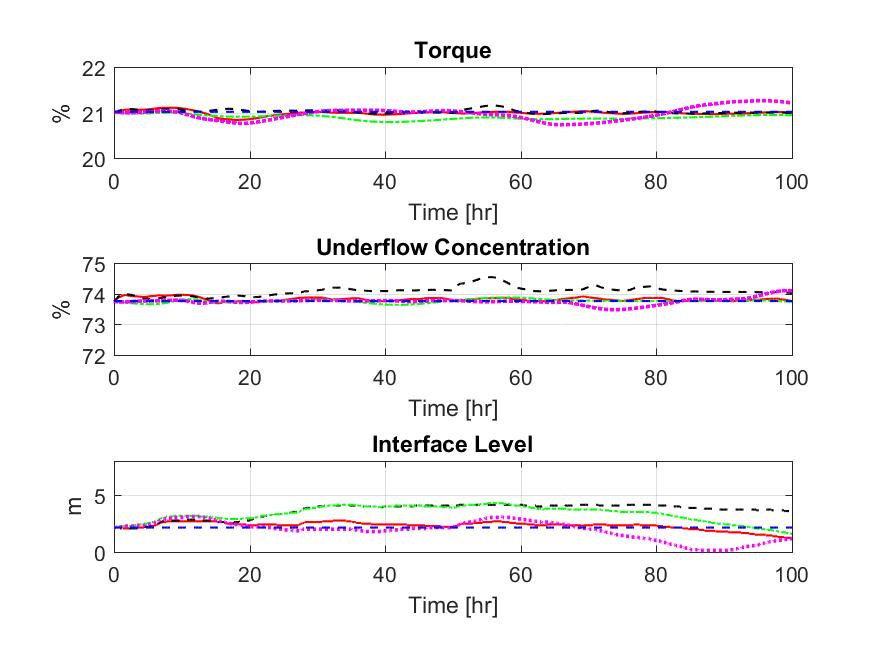 Torque
22
21
20
%
0 20 40 60 80 100
Time [hr]
Underflow Concentration
75
74
73
72
%
0 20 40 60 80 100
Time [hr]
Interface Level
5
0
m
0 20 40 60 80 100
Time [hr]